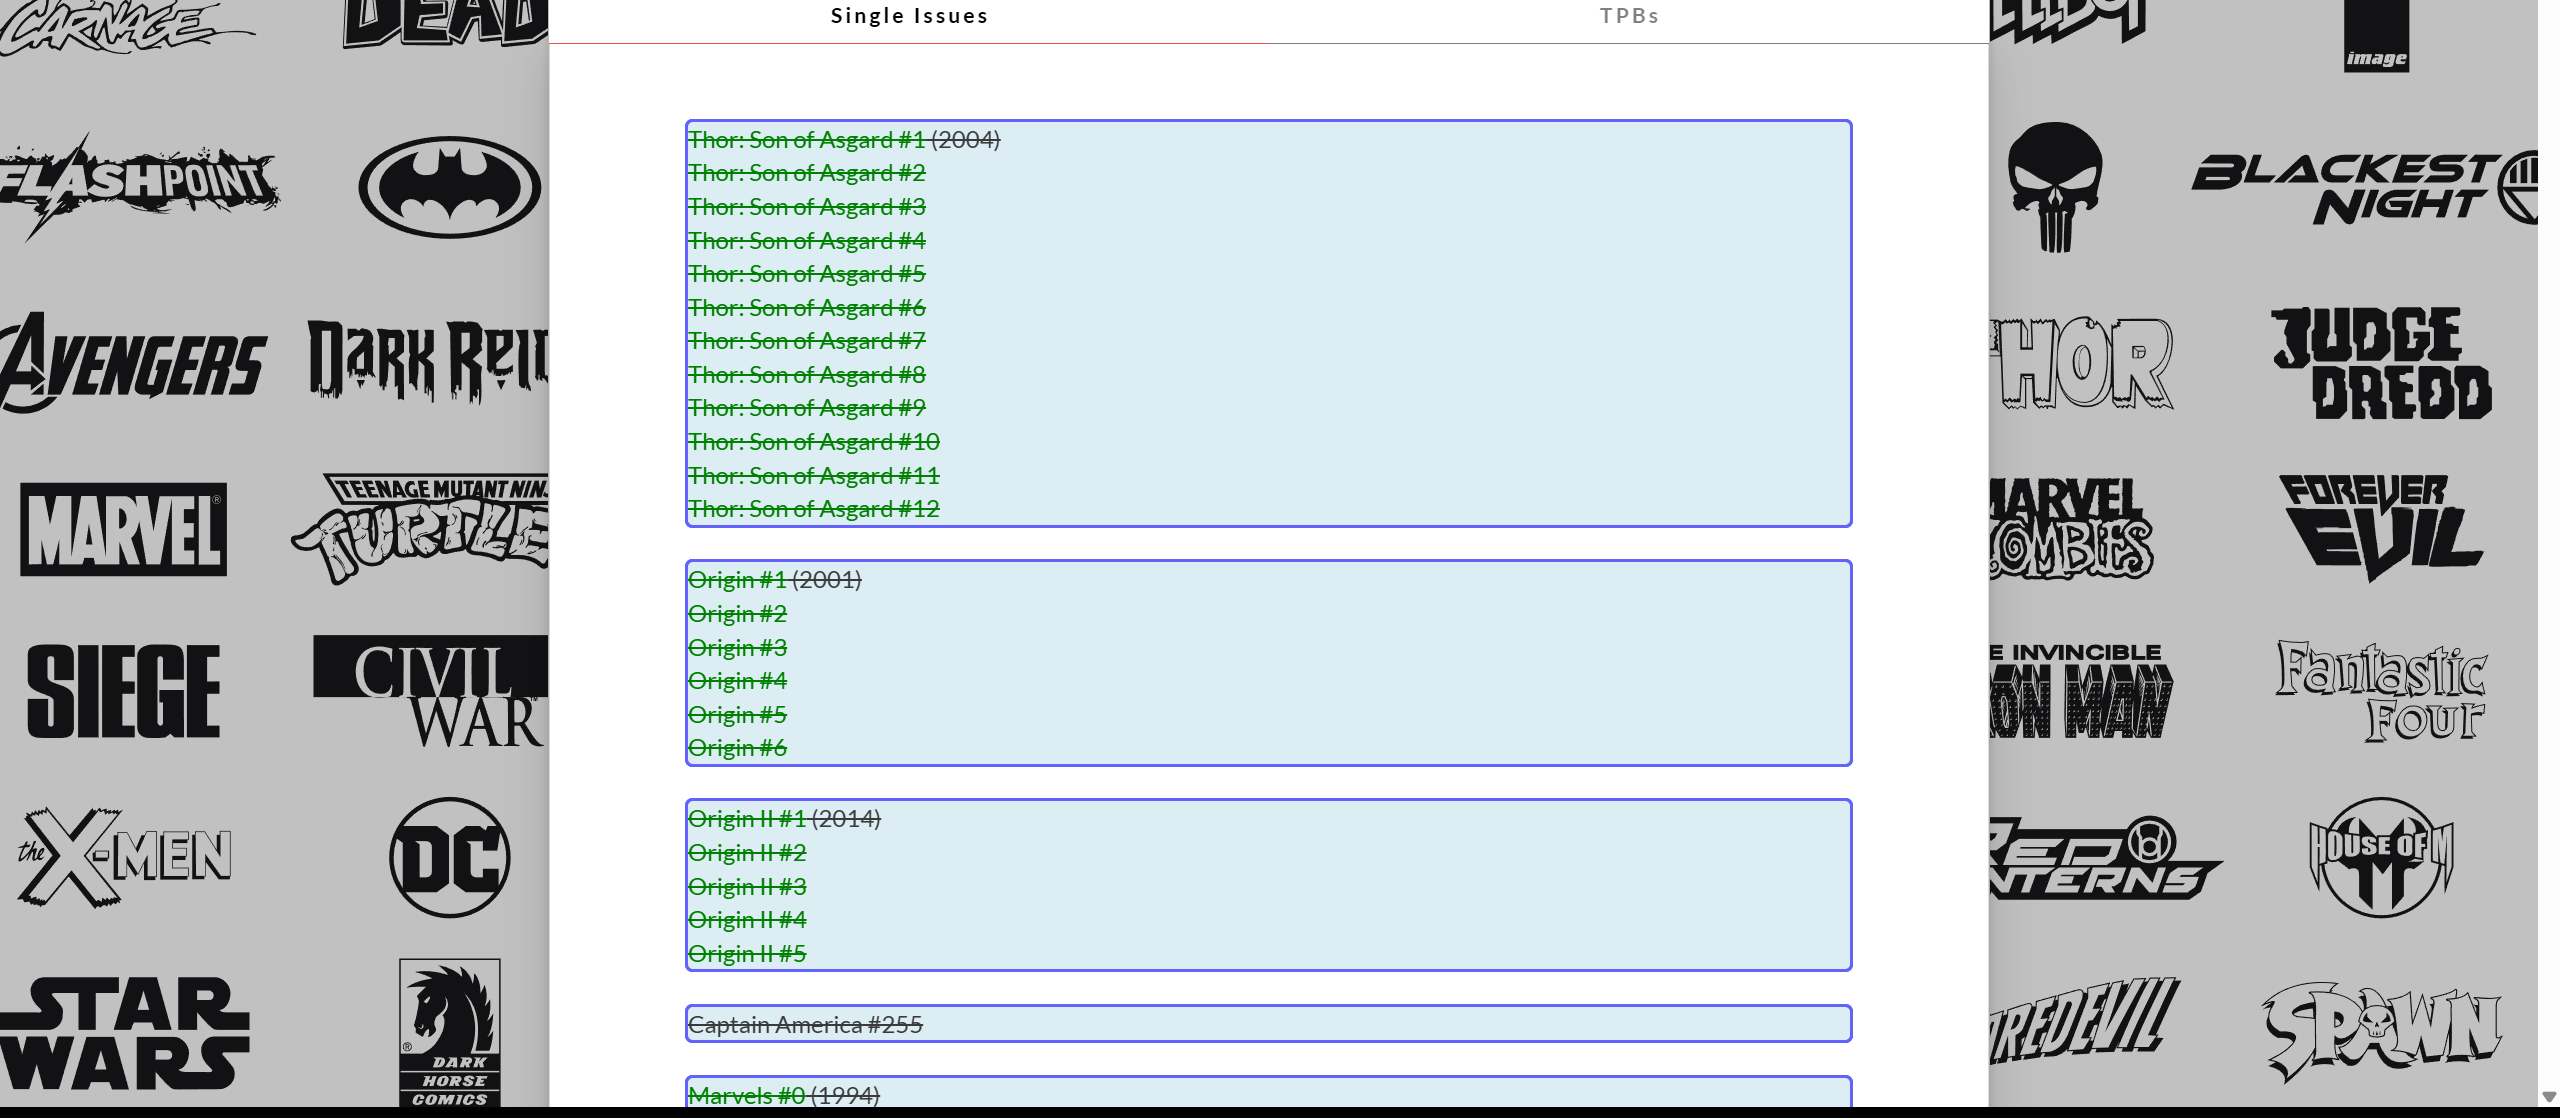 Single Issues
TPBs
Thor: Son of Asgard #1 (2004)
Thor: Son of Asgard #2
Thor: Son of Asgard #3
Thor: Son of Asgard #4
Thor: Son of Asgard #5
Thor: Son of Asgard #6
Thor: Son of Asgard #7
Thor: Son of Asgard #8
Thor: Son of Asgard #9
Thor: Son of Asgard #10
Thor: Son of Asgard #11
Thor: Son of Asgard #12
Origin #1 (2001)
Origin #2
Origin #3
Origin #4
Origin #5
Origin #6
Origin II #1 (2014)
Origin II #2
Origin II #3
Origin II #4
Origin II #5
Captain America #255
Marvels #0 (1994)
CARNAGE
DEAD
FLASHPOINT
AVENGERS
DARK REI
MARVEL®
TEENAGE MUTANT NIN
TURTLE
SIEGE
CIVIL
WAR
the X-MEN
DC
STAR
WARS
®
DARK
HORSE
COMICS
image
BLACKEST
NIGHT
HOR
JUDGE
DREDD
MARVEL
OMBIES
FOREVER
EVIL
E INVINCIBLE
ON MAN
Fantastic
Four
RED
NTERNS
HOUSE OF M
AREDEVIL
SPAWN